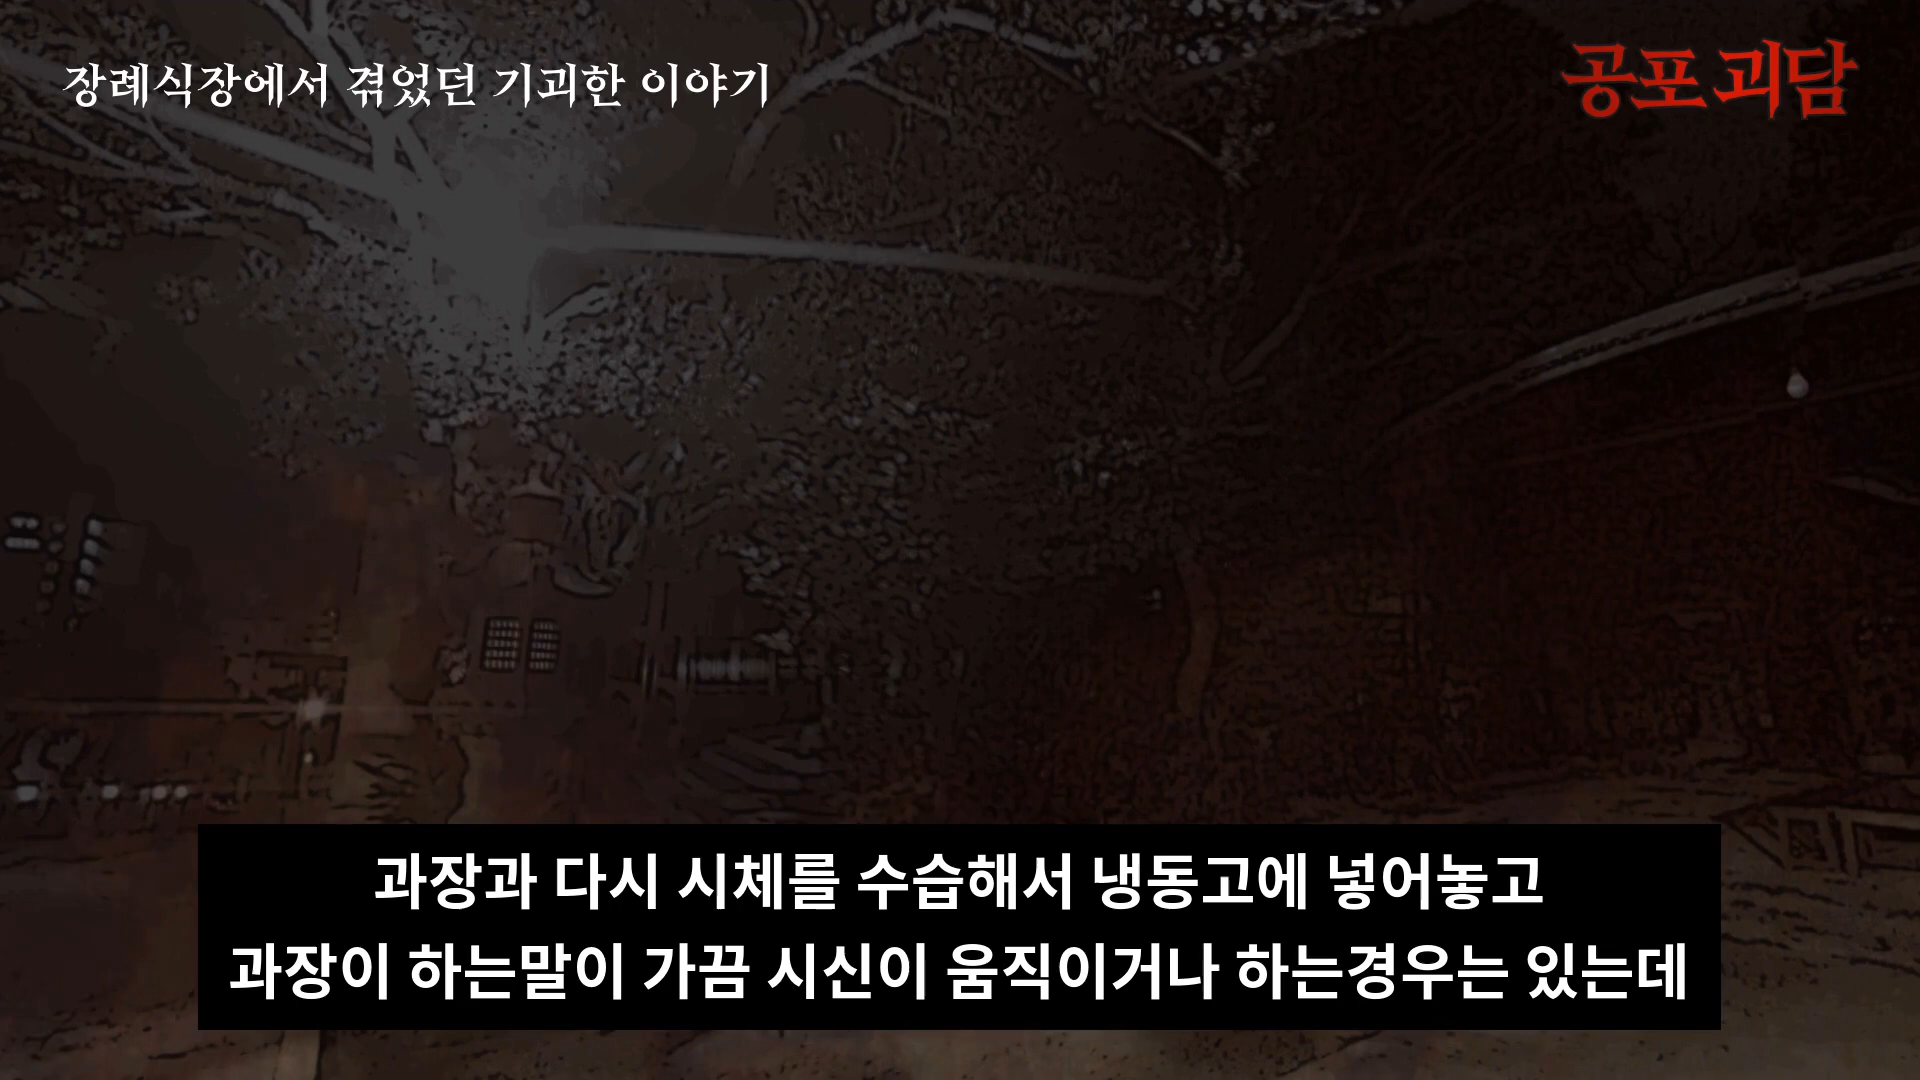 장례식장에서 겪었던 기괴한 이야기
공포괴담
과장과 다시 시체를 수습해서 냉동고에 넣어놓고
과장이 하는말이 가끔 시신이 움직이거나 하는경우는 있는데